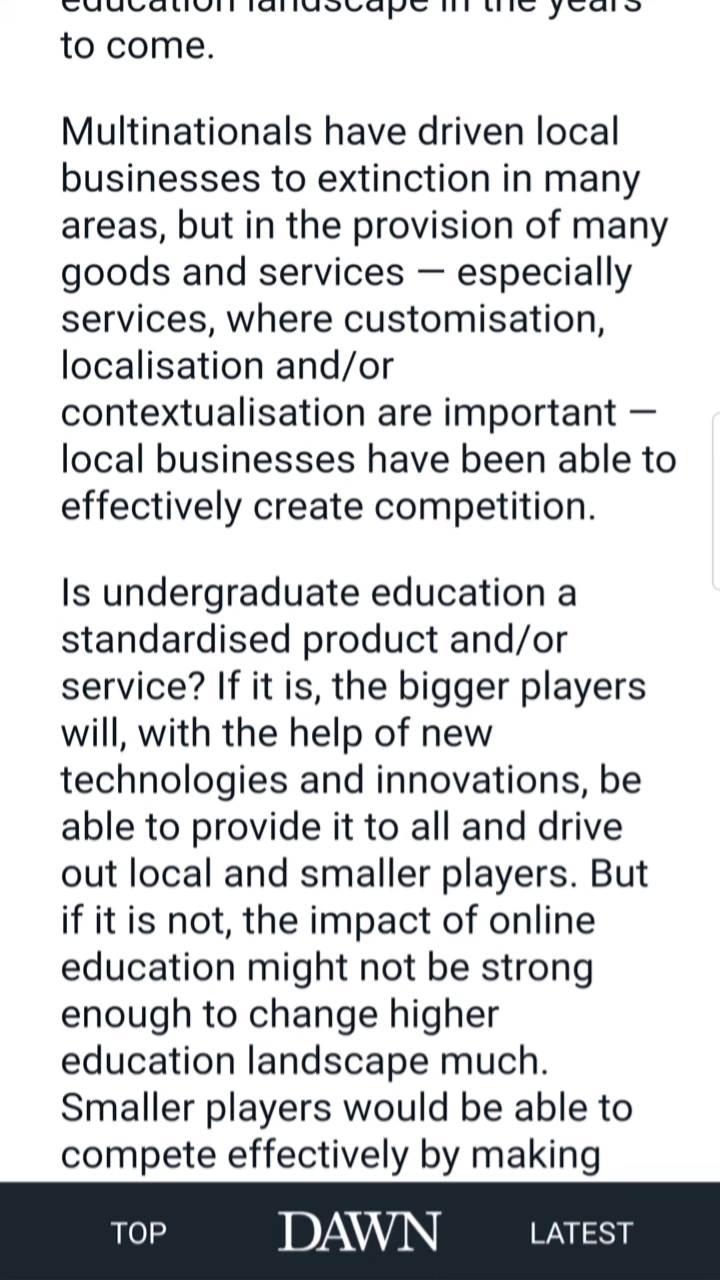 education landscape in the years
to come.
Multinationals have driven local
businesses to extinction in many
areas, but in the provision of many
goods and services — especially
services, where customisation,
localisation and/or
contextualisation are important —
local businesses have been able to
effectively create competition.
Is undergraduate education a
standardised product and/or
service? If it is, the bigger players
will, with the help of new
technologies and innovations, be
able to provide it to all and drive
out local and smaller players. But
if it is not, the impact of online
education might not be strong
enough to change higher
education landscape much.
Smaller players would be able to
compete effectively by making
TOP DAWN LATEST